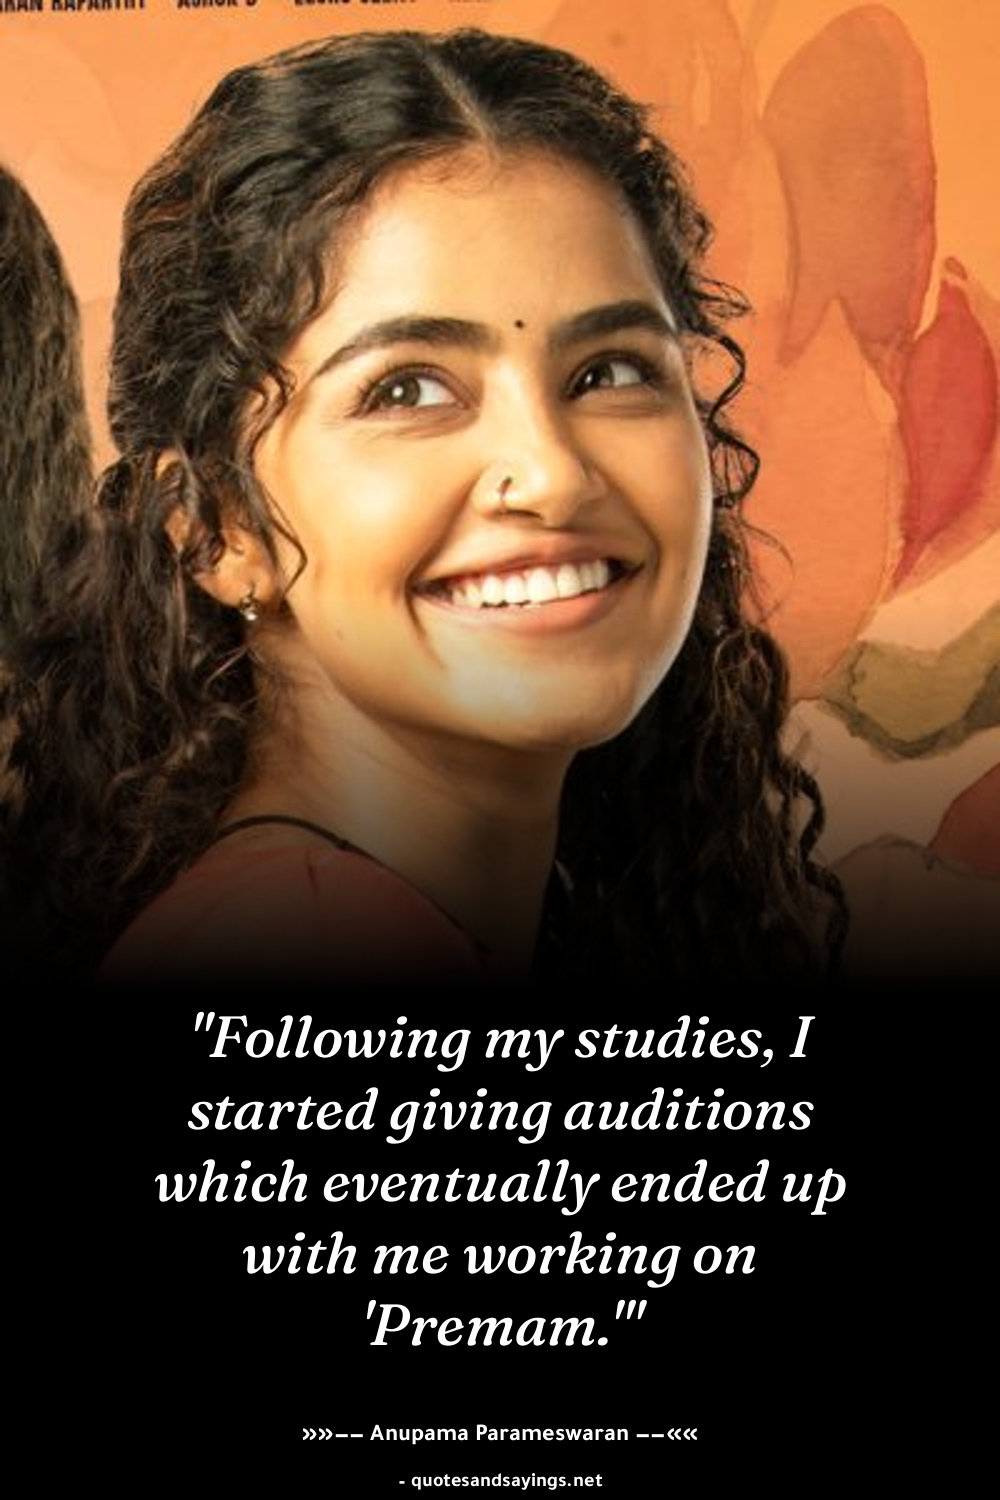 "Following my studies, I
started giving auditions
which eventually ended up
with me working on
'Premam.'"
»»–– Anupama Parameswaran ––««
- quotesandsayings.net